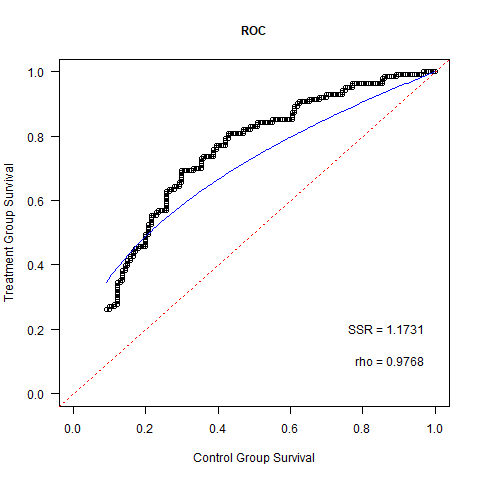 ROC
Treatment Group Survival
1.0
0.8
0.6
0.4
0.2
0.0
SSR = 1.1731
rho = 0.9768
0.0 0.2 0.4 0.6 0.8 1.0
Control Group Survival